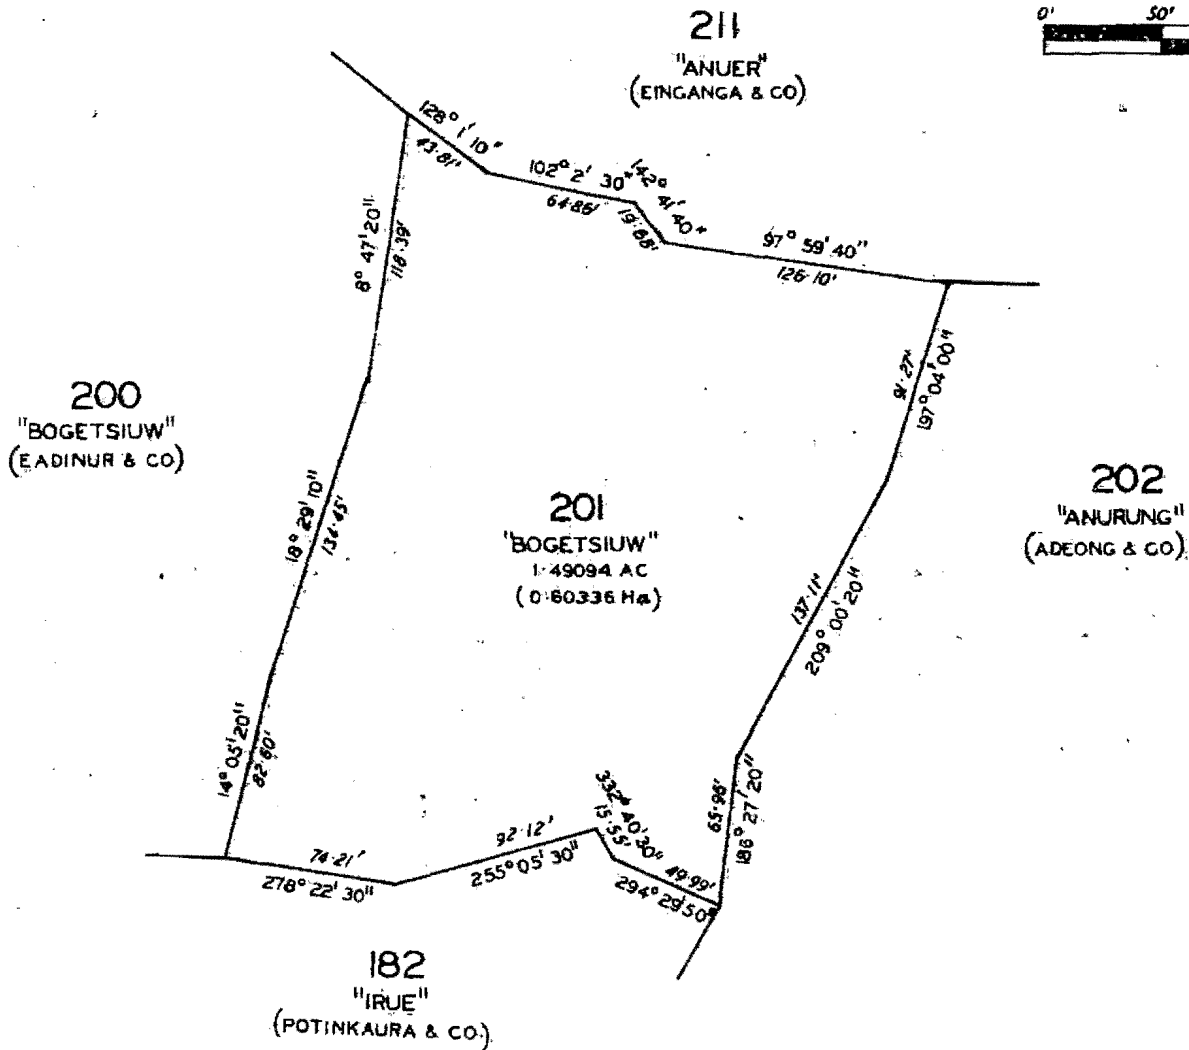 0' 50'
211
"ANUER"
(EINGANGA & CO)
128° 1' 10"
43·81'
102° 2' 30"
64·86'
142° 41' 40"
19·88'
97° 59' 40"
126·10'
8° 47' 20"
118·39'
91·27'
197° 04' 00"
200
"BOGETSIUW"
(EADINUR & CO)
18° 29' 10"
201
"BOGETSIUW"
1·49094 AC
(0·60336 Ha)
202
"ANURUNG"
(ADEONG & CO)
137·11'
209° 00' 20"
14° 05' 20"
82·60'
65·96'
186° 27' 20"
332° 40' 30"
15·55'
49·99'
294° 29' 50"
92·12'
255° 05' 30"
74·21'
278° 22' 30"
182
"IRUE"
(POTINKAURA & CO.)